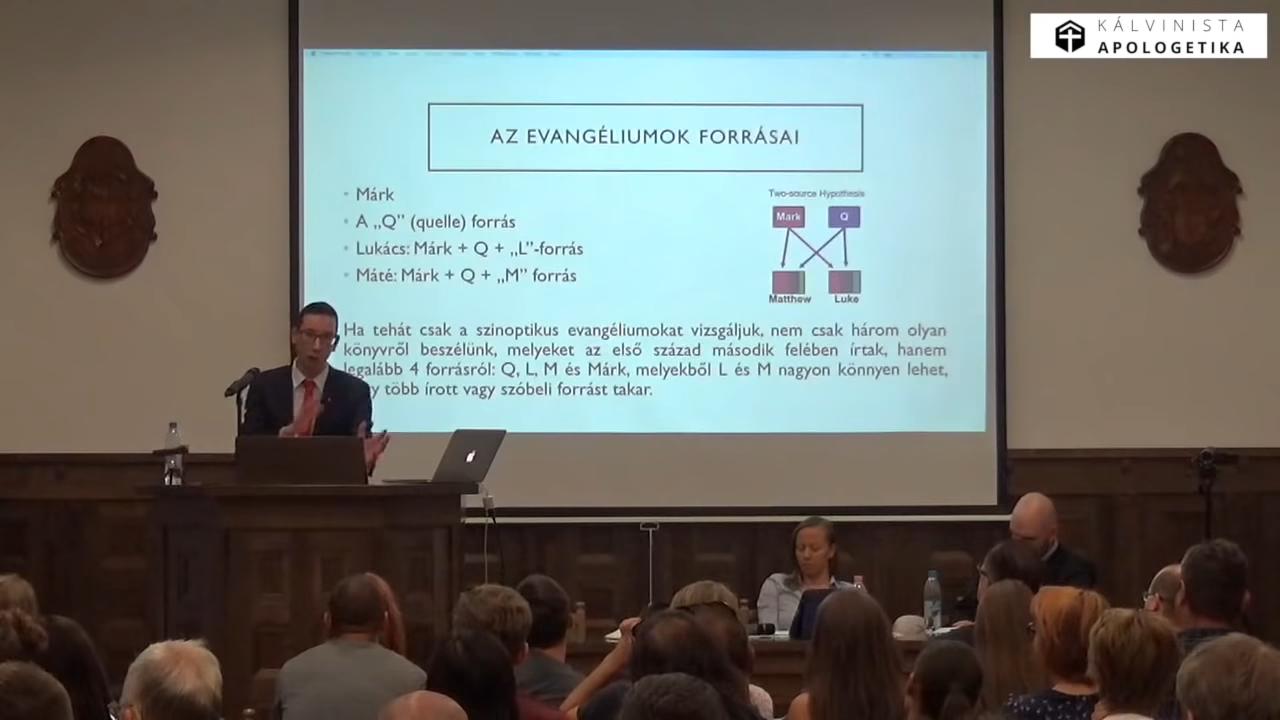 KÁLVINISTA
APOLOGETIKA
AZ EVANGÉLIUMOK FORRÁSAI
• Márk
• A „Q” (quelle) forrás
• Lukács: Márk + Q + „L”-forrás
• Máté: Márk + Q + „M” forrás
Two-source Hypothesis
Mark Q
Matthew Luke
Ha tehát csak a szinoptikus evangéliumokat vizsgáljuk, nem csak három olyan
könyvről beszélünk, melyeket az első század második felében írtak, hanem
legalább 4 forrásról: Q, L, M és Márk, melyekből L és M nagyon könnyen lehet,
több írott vagy szóbeli forrást takar.